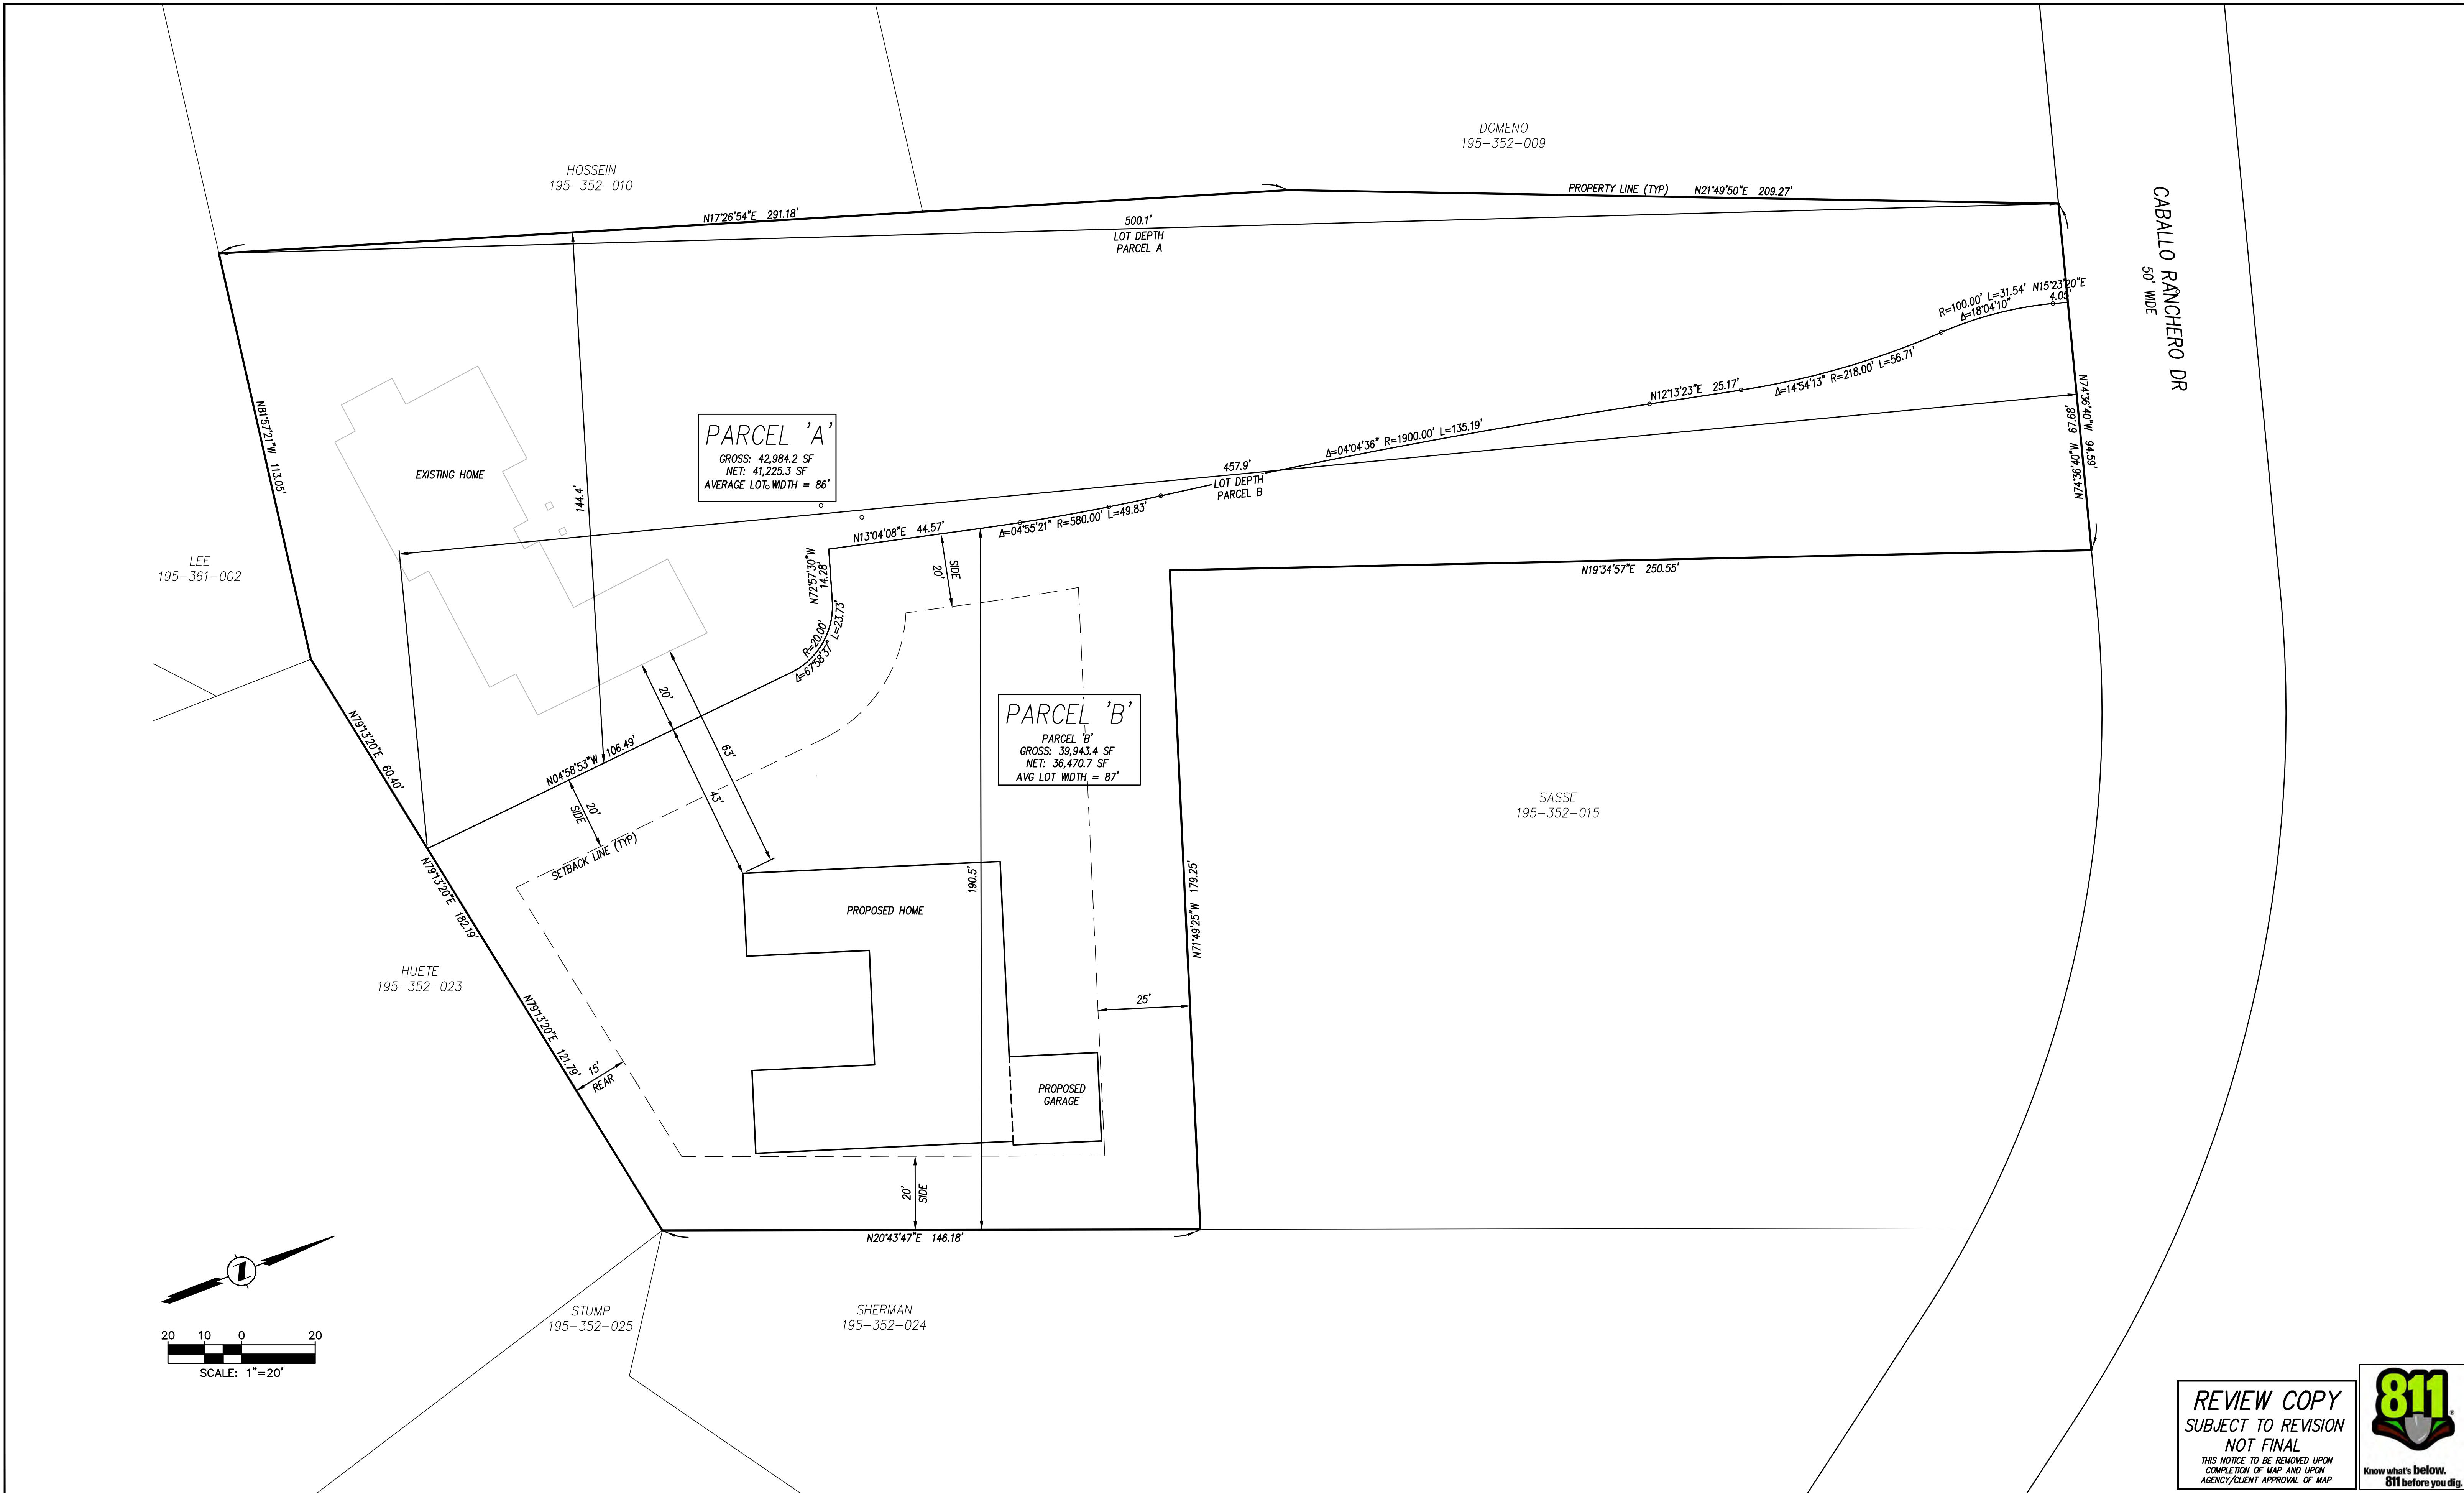 DOMENO
195-352-009
HOSSEIN
195-352-010
PROPERTY LINE (TYP) N21°49'50"E 209.27'
N17°26'54"E 291.18'
500.1'
LOT DEPTH
PARCEL A
CABALLO RANCHERO DR
50' WIDE
R=100.00' L=31.54'
Δ=18°04'10"
N15°23'20"E
4.05'
N74°36'40"W 94.59'
N74°36'40"W 67.68'
Δ=14°54'13" R=218.00' L=56.71'
N12°13'23"E 25.17'
Δ=04°04'36" R=1900.00' L=135.19'
457.9'
LOT DEPTH
PARCEL B
N81°57'21"W 113.05'
EXISTING HOME
144.4'
PARCEL 'A'
GROSS: 42,984.2 SF
NET: 41,225.3 SF
AVERAGE LOT WIDTH = 86'
N13°04'08"E 44.57'
Δ=04°55'21" R=580.00' L=49.83'
SIDE
20'
N72°57'30"W
14.28'
R=20.00'
Δ=67°58'37" L=23.73'
LEE
195-361-002
N19°34'57"E 250.55'
20'
63'
43'
N04°58'53"W 106.49'
20'
SIDE
SETBACK LINE (TYP)
N79°13'20"E 60.40'
N79°13'20"E 182.19'
PARCEL 'B'
PARCEL 'B'
GROSS: 39,943.4 SF
NET: 36,470.7 SF
AVG LOT WIDTH = 87'
SASSE
195-352-015
190.5'
N71°49'25"W 179.25'
PROPOSED HOME
HUETE
195-352-023
N79°13'20"E 121.79'
15'
REAR
25'
PROPOSED
GARAGE
20'
SIDE
N20°43'47"E 146.18'
STUMP
195-352-025
SHERMAN
195-352-024
Z
20 10 0 20
SCALE: 1"=20'
REVIEW COPY
SUBJECT TO REVISION
NOT FINAL
THIS NOTICE TO BE REMOVED UPON
COMPLETION OF MAP AND UPON
AGENCY/CLIENT APPROVAL OF MAP
811®
Know what's below.
811 before you dig.